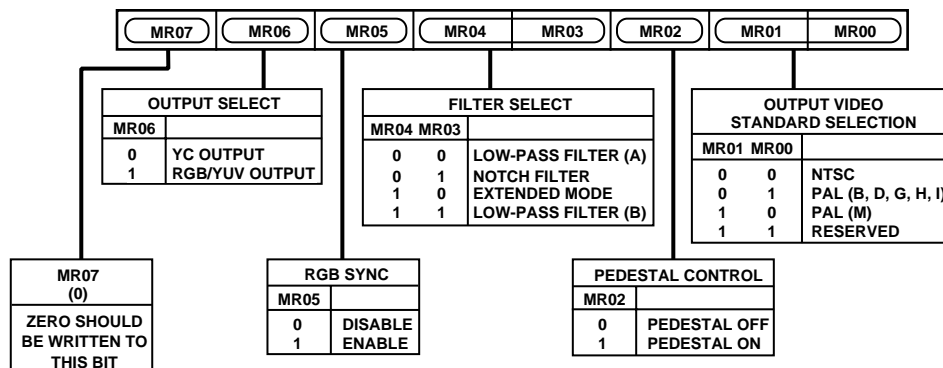 MR07 MR06 MR05 MR04 MR03 MR02 MR01 MR00
OUTPUT SELECT
MR06
0 YC OUTPUT
1 RGB/YUV OUTPUT
FILTER SELECT
MR04 MR03
0 0 LOW-PASS FILTER (A)
0 1 NOTCH FILTER
1 0 EXTENDED MODE
1 1 LOW-PASS FILTER (B)
OUTPUT VIDEO
STANDARD SELECTION
MR01 MR00
0 0 NTSC
0 1 PAL (B, D, G, H, I)
1 0 PAL (M)
1 1 RESERVED
MR07
(0)
ZERO SHOULD
BE WRITTEN TO
THIS BIT
RGB SYNC
MR05
0 DISABLE
1 ENABLE
PEDESTAL CONTROL
MR02
0 PEDESTAL OFF
1 PEDESTAL ON